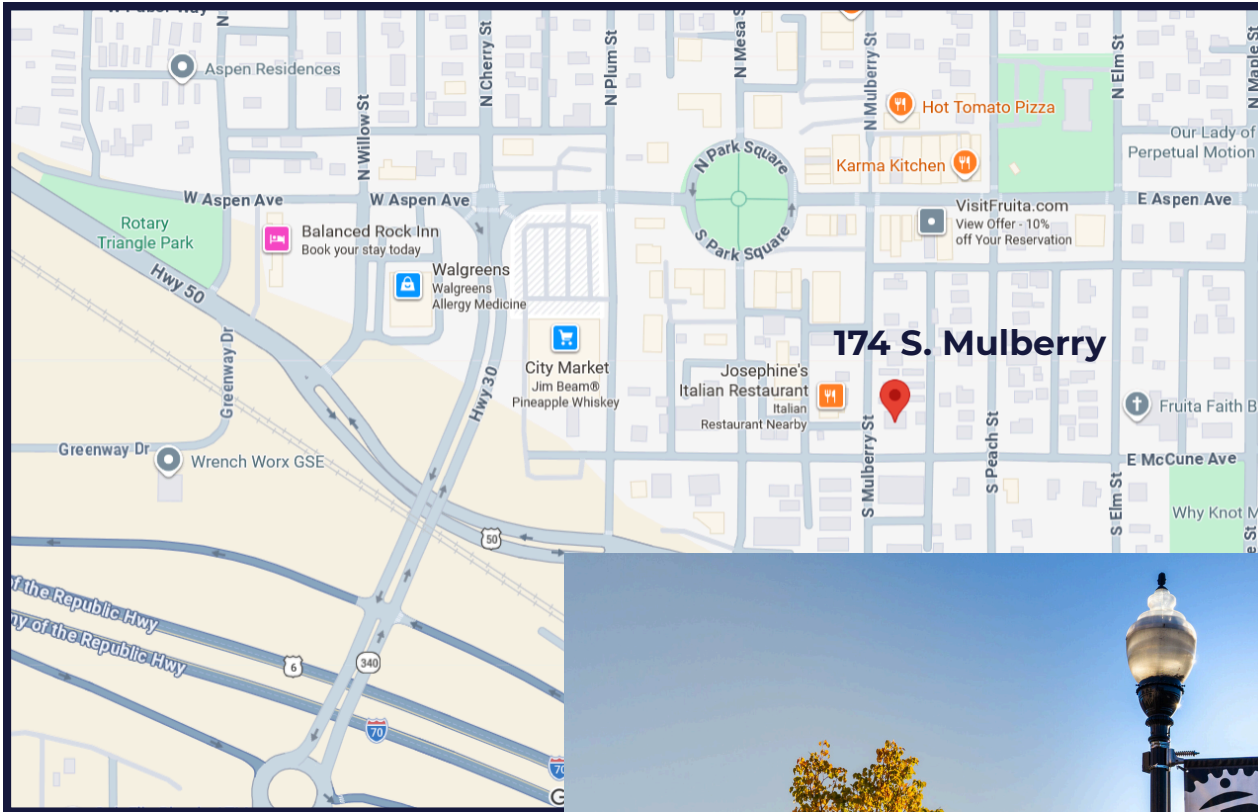 N
Aspen Residences
N Willow St
N Cherry St
N Plum St
N Mesa S
N Mulberry St
N Elm St
N Maple St
Hot Tomato Pizza
Karma Kitchen
Our Lady of
Perpetual Motion
N Park Square
S Park Square
W Aspen Ave
W Aspen Ave
E Aspen Ave
Rotary
Triangle Park
Balanced Rock Inn
Book your stay today
VisitFruita.com
View Offer - 10%
off Your Reservation
Walgreens
Walgreens
Allergy Medicine
Hwy 50
Greenway Dr
Hwy 30
City Market
Jim Beam®
Pineapple Whiskey
174 S. Mulberry
Josephine's
Italian Restaurant
Italian
Restaurant Nearby
Fruita Faith B
Greenway Dr
Wrench Worx GSE
S Mulberry St
S Peach St
S Elm St
E McCune Ave
Why Knot M
e St
50
of the Republic Hwy
ny of the Republic Hwy
6
340
70
70
G